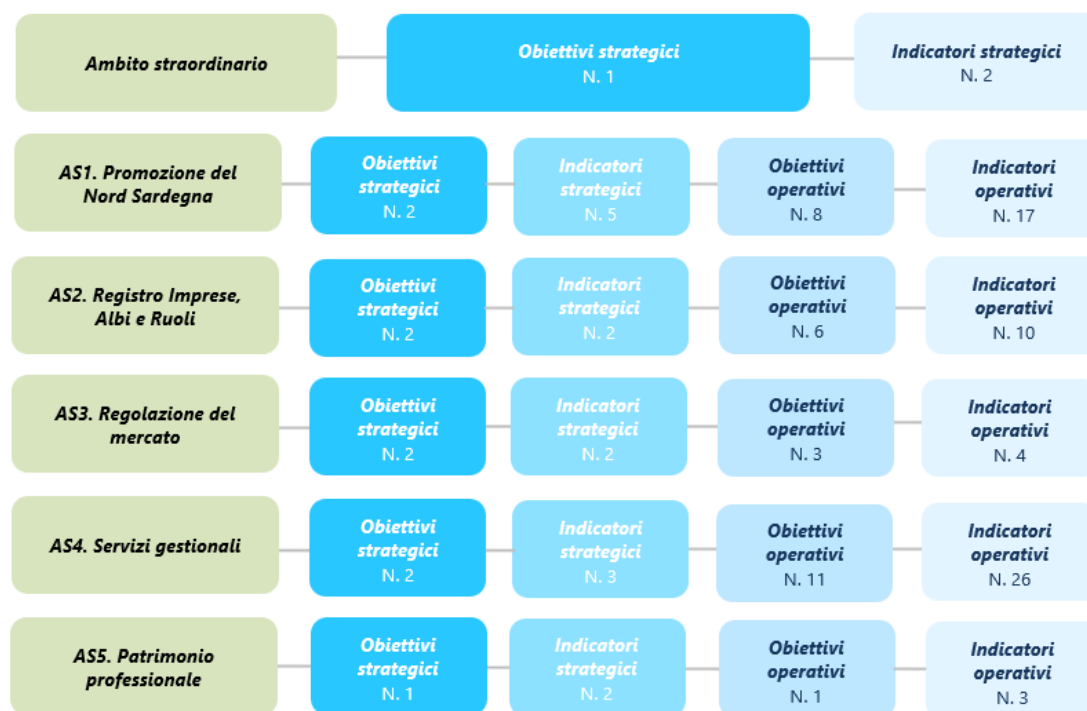 Ambito straordinario
Obiettivi strategici
N. 1
Indicatori strategici
N. 2
AS1. Promozione del
Nord Sardegna
Obiettivi
strategici
N. 2
Indicatori
strategici
N. 5
Obiettivi
operativi
N. 8
Indicatori
operativi
N. 17
AS2. Registro Imprese,
Albi e Ruoli
Obiettivi
strategici
N. 2
Indicatori
strategici
N. 2
Obiettivi
operativi
N. 6
Indicatori
operativi
N. 10
AS3. Regolazione del
mercato
Obiettivi
strategici
N. 2
Indicatori
strategici
N. 2
Obiettivi
operativi
N. 3
Indicatori
operativi
N. 4
AS4. Servizi gestionali
Obiettivi
strategici
N. 2
Indicatori
strategici
N. 3
Obiettivi
operativi
N. 11
Indicatori
operativi
N. 26
AS5. Patrimonio
professionale
Obiettivi
strategici
N. 1
Indicatori
strategici
N. 2
Obiettivi
operativi
N. 1
Indicatori
operativi
N. 3